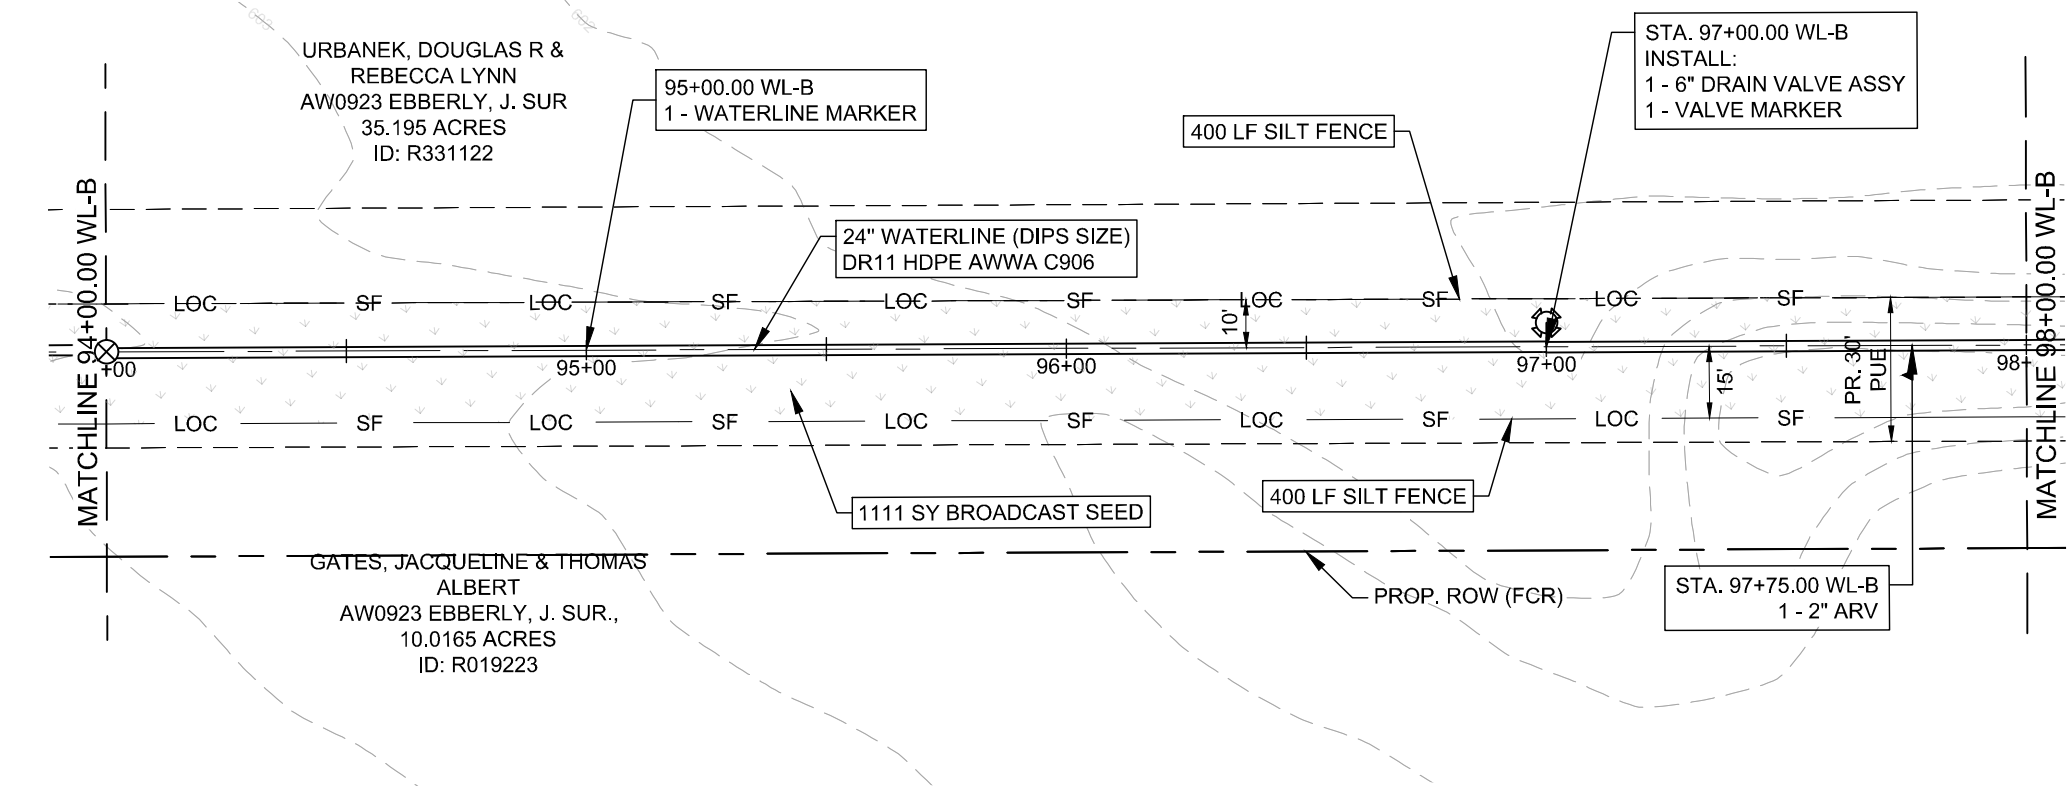 603
602
URBANEK, DOUGLAS R &
REBECCA LYNN
AW0923 EBBERLY, J. SUR
35.195 ACRES
ID: R331122
95+00.00 WL-B
1 - WATERLINE MARKER
400 LF SILT FENCE
STA. 97+00.00 WL-B
INSTALL:
1 - 6" DRAIN VALVE ASSY
1 - VALVE MARKER
24" WATERLINE (DIPS SIZE)
DR11 HDPE AWWA C906
MATCHLINE 94+00.00 WL-B
MATCHLINE 98+00.00 WL-B
LOC SF LOC SF LOC SF LOC SF LOC SF
10'
+00 95+00 96+00 97+00 98+
15'
PR. 30'
PUE
LOC SF LOC SF LOC SF LOC SF LOC SF
400 LF SILT FENCE
1111 SY BROADCAST SEED
GATES, JACQUELINE & THOMAS
ALBERT
AW0923 EBBERLY, J. SUR.,
10.0165 ACRES
ID: R019223
PROP. ROW (FCR)
STA. 97+75.00 WL-B
1 - 2" ARV